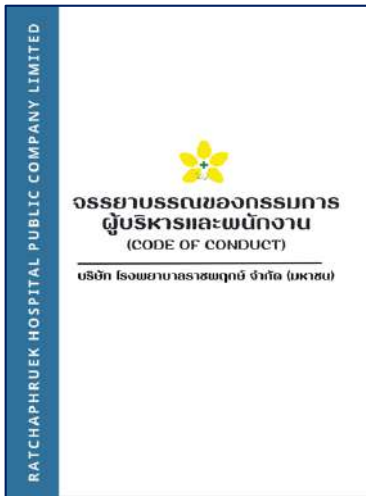 RATCHAPHRUEK HOSPITAL PUBLIC COMPANY LIMITED
จรรยาบรรณของกรรมการ
ผู้บริหารและพนักงาน
(CODE OF CONDUCT)
บริษัท โรงพยาบาลราชพฤกษ์ จำกัด (มหาชน)